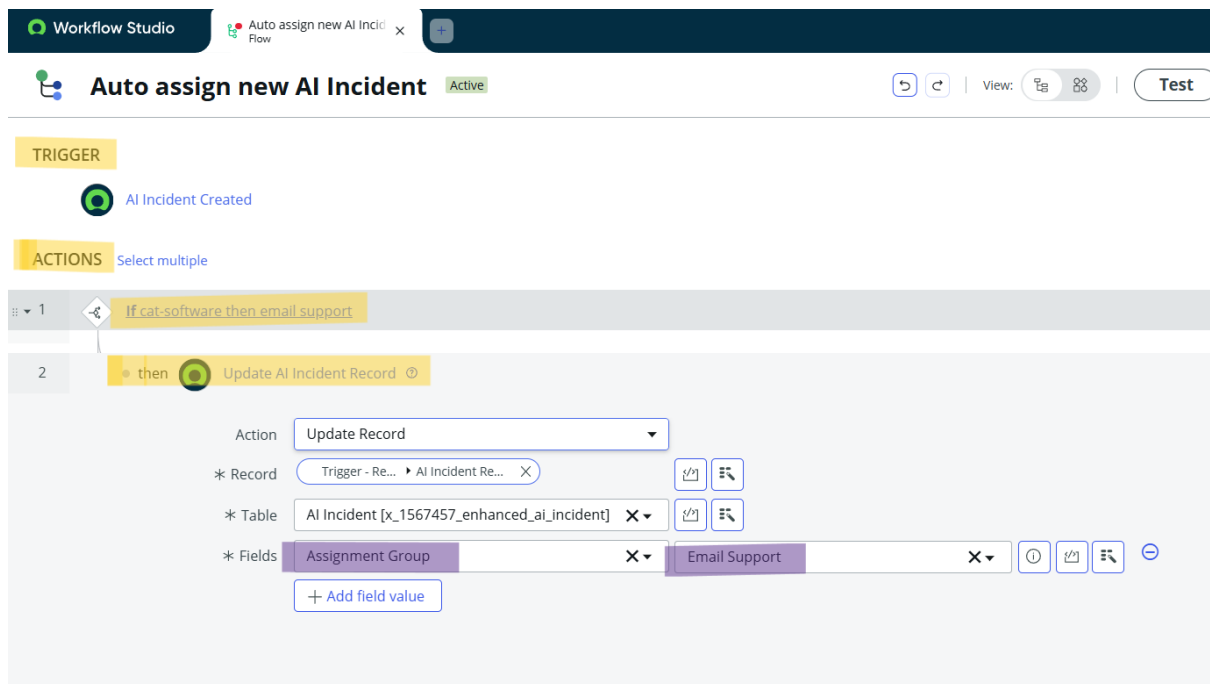 Workflow Studio
Auto assign new AI Incid
Flow
Auto assign new AI Incident Active View: Test
TRIGGER
AI Incident Created
ACTIONS Select multiple
1 If cat-software then email support
2 then Update AI Incident Record
Action Update Record
* Record Trigger - Re... AI Incident Re...
* Table AI Incident [x_1567457_enhanced_ai_incident]
* Fields Assignment Group Email Support
+ Add field value